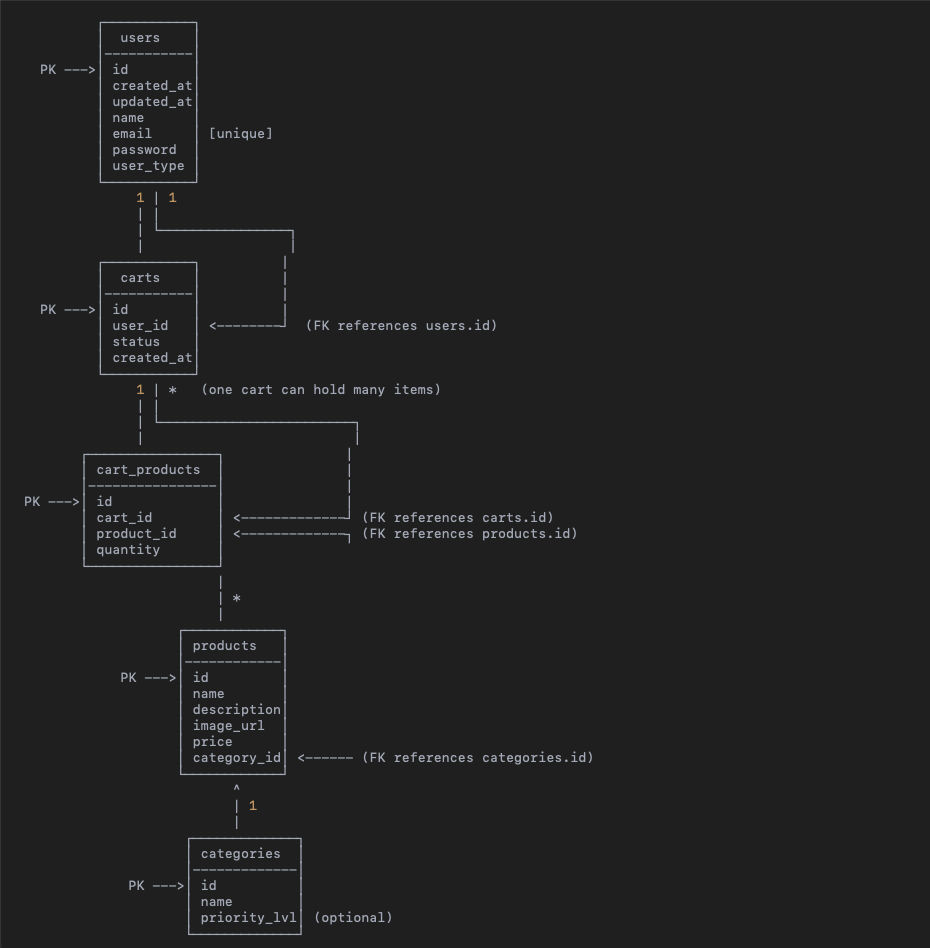 users
PK --->| id
created_at
updated_at
name
email [unique]
password
user_type
1 | 1
carts
PK --->| id
user_id <--------┘ (FK references users.id)
status
created_at
1 | * (one cart can hold many items)
cart_products
PK --->| id
cart_id <-------------┘ (FK references carts.id)
product_id <-------------┐ (FK references products.id)
quantity
*
products
PK --->| id
name
description
image_url
price
category_id <------ (FK references categories.id)
^
| 1
categories
PK --->| id
name
priority_lvl (optional)